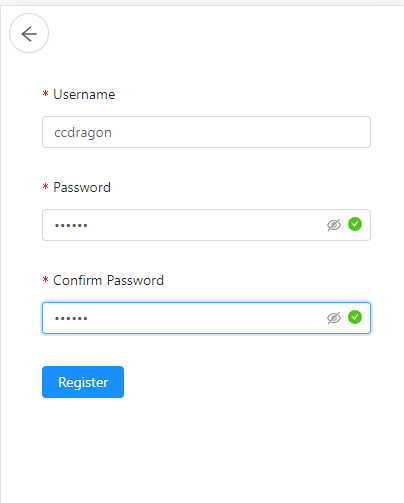 * Username
ccdragon
* Password
••••••
* Confirm Password
••••••
Register